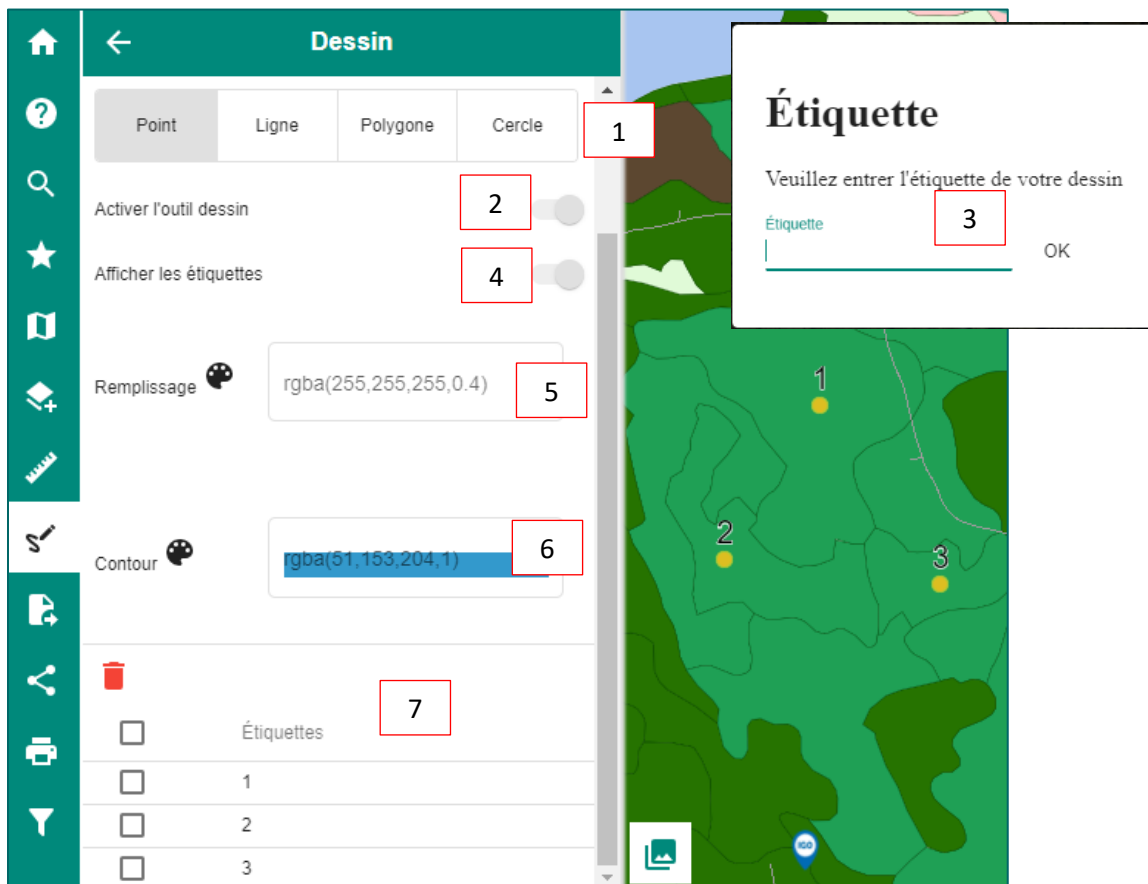 Dessin
Point Ligne Polygone Cercle
1
Activer l'outil dessin
2
Afficher les étiquettes
4
Remplissage
rgba(255,255,255,0.4)
5
Contour
rgba(51,153,204,1)
6
7
Étiquettes
1
2
3
Étiquette
Veuillez entrer l'étiquette de votre dessin
Étiquette
3
OK
1
2
3
IGO